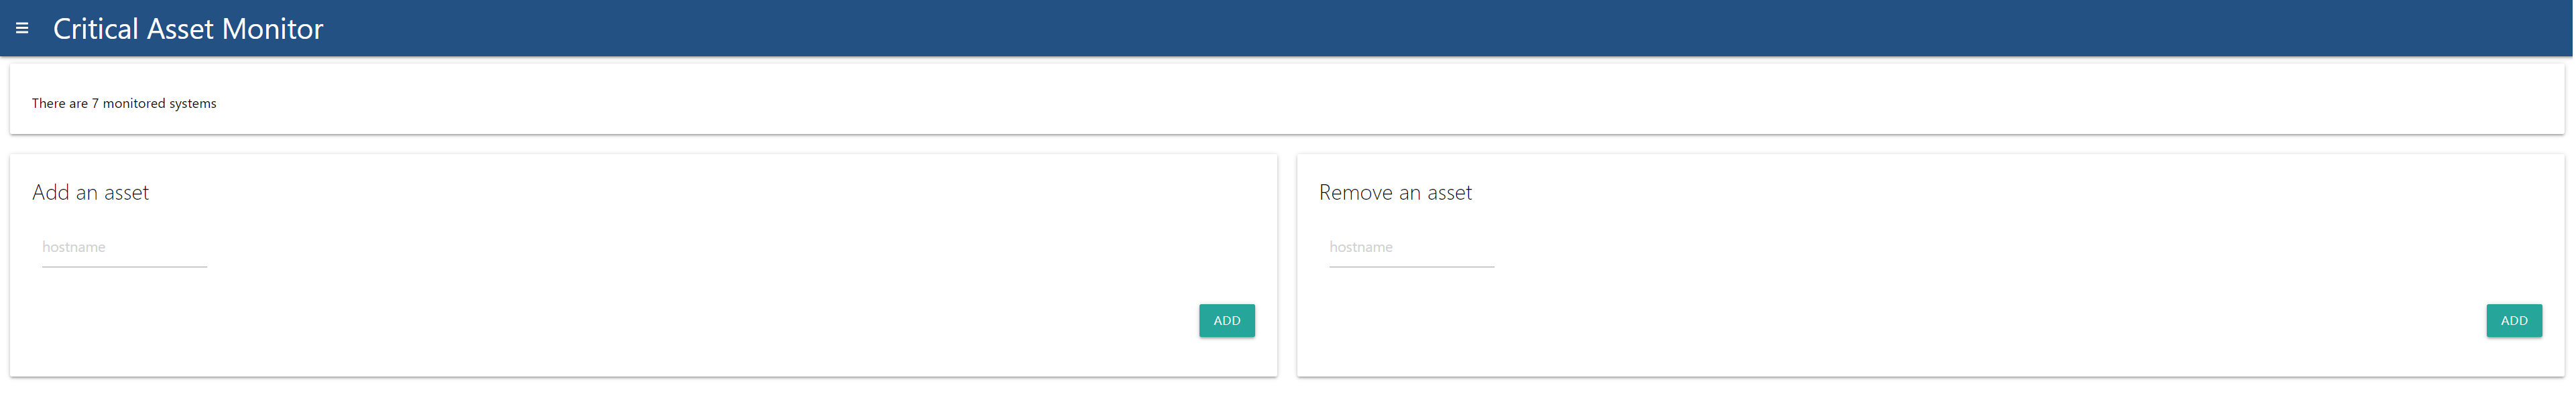 Critical Asset Monitor
There are 7 monitored systems
Add an asset
hostname
ADD
Remove an asset
hostname
ADD